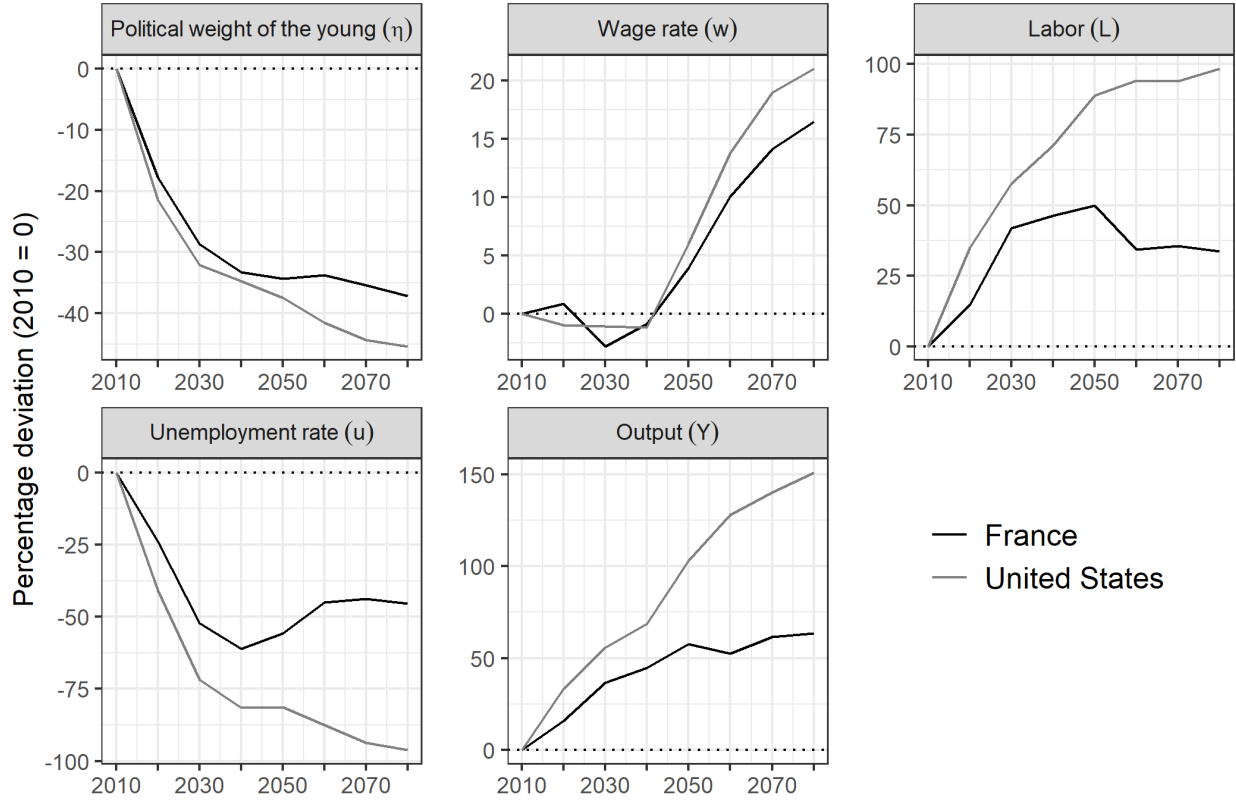 Percentage deviation (2010 = 0)
Political weight of the young (η)
0
-10
-20
-30
-40
2010 2030 2050 2070
Wage rate (w)
20
15
10
5
0
2010 2030 2050 2070
Labor (L)
100
75
50
25
0
2010 2030 2050 2070
Unemployment rate (u)
0
-25
-50
-75
-100
2010 2030 2050 2070
Output (Y)
150
100
50
0
2010 2030 2050 2070
France
United States